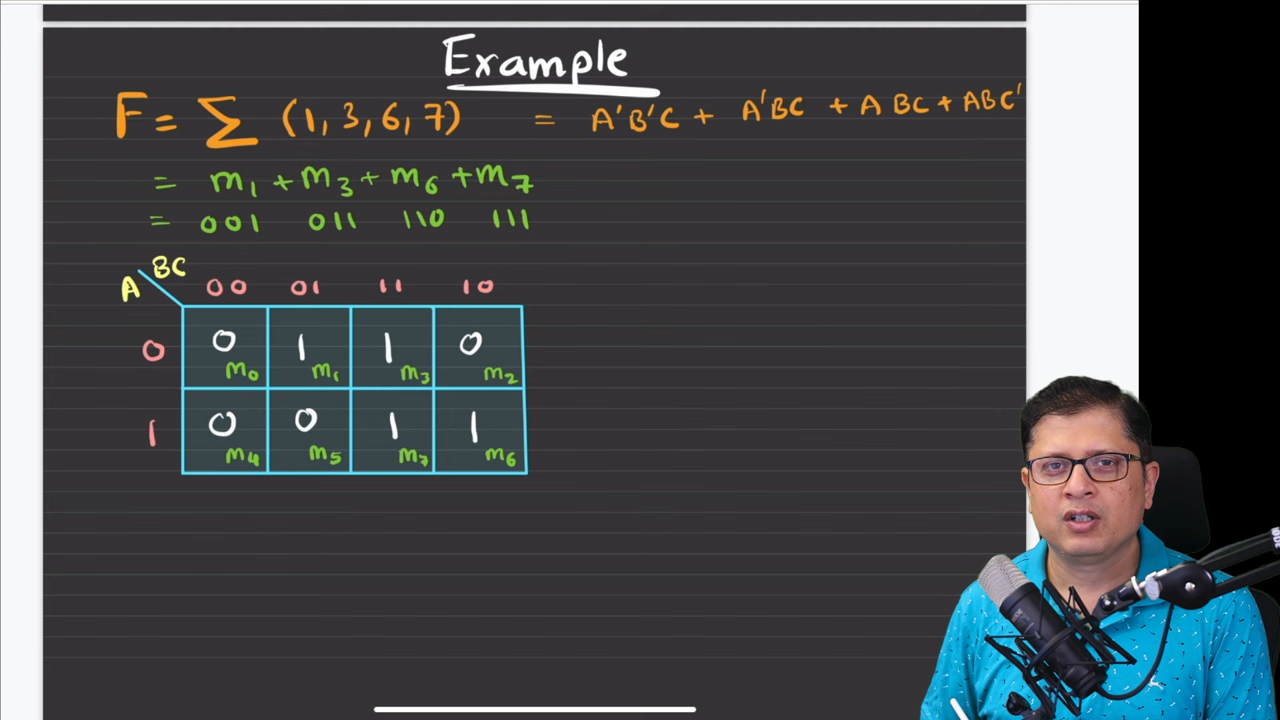 Example
F = ∑ (1, 3, 6, 7) = A'B'C + A'BC + ABC + ABC'
= m1 + m3 + m6 + m7
= 001 011 110 111
A BC 00 01 11 10
0 0 m0 1 m1 1 m3 0 m2
1 0 m4 0 m5 1 m7 1 m6